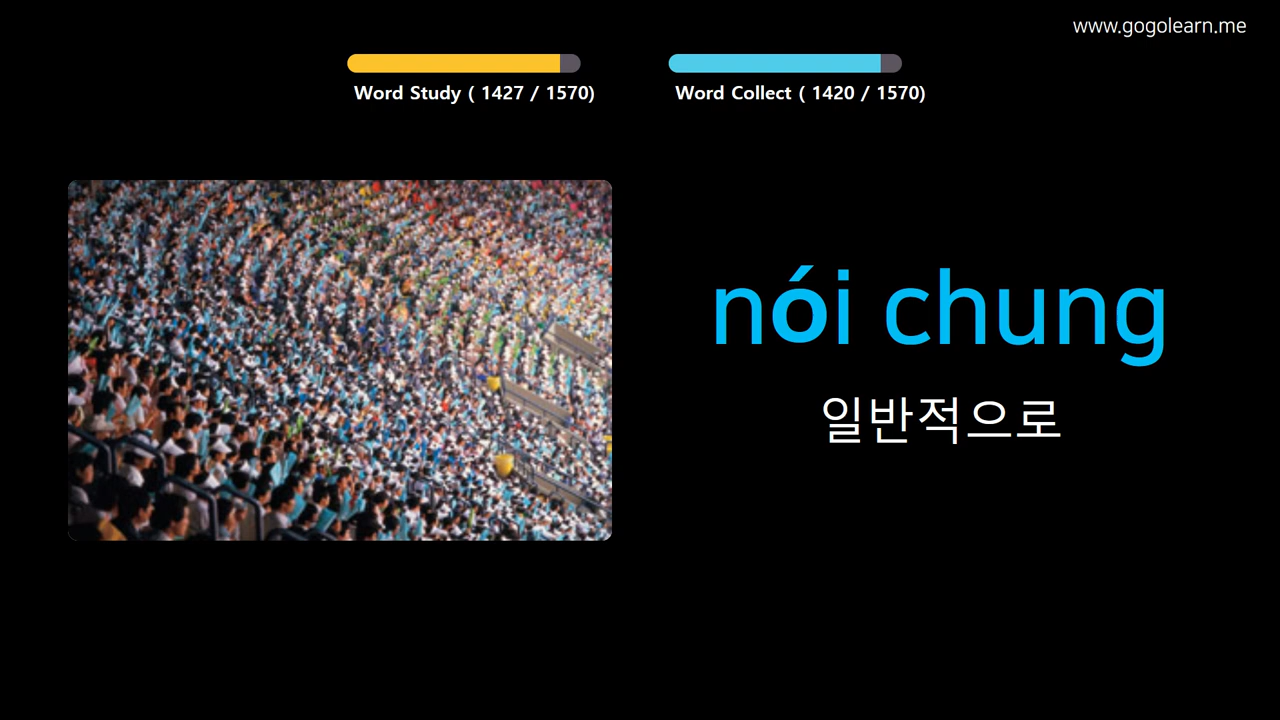 www.gogolearn.me
Word Study ( 1427 / 1570)
Word Collect ( 1420 / 1570)
nói chung
일반적으로